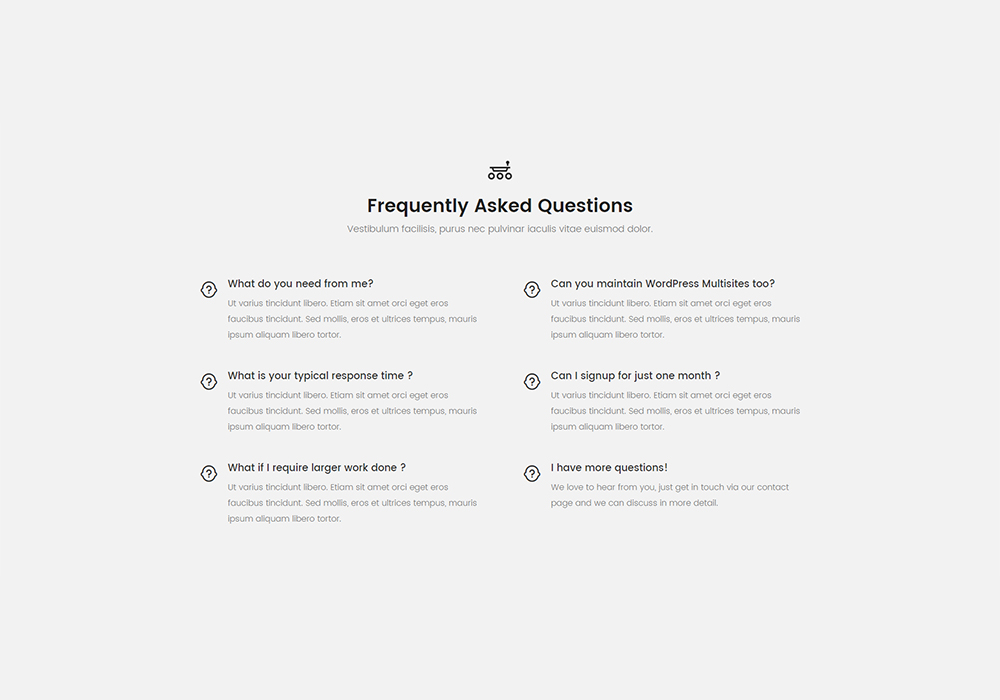 Frequently Asked Questions
Vestibulum facilisis, purus nec pulvinar iaculis vitae euismod dolor.
What do you need from me?
Ut varius tincidunt libero. Etiam sit amet orci eget eros
faucibus tincidunt. Sed mollis, eros et ultrices tempus, mauris
ipsum aliquam libero tortor.
Can you maintain WordPress Multisites too?
Ut varius tincidunt libero. Etiam sit amet orci eget eros
faucibus tincidunt. Sed mollis, eros et ultrices tempus, mauris
ipsum aliquam libero tortor.
What is your typical response time ?
Ut varius tincidunt libero. Etiam sit amet orci eget eros
faucibus tincidunt. Sed mollis, eros et ultrices tempus, mauris
ipsum aliquam libero tortor.
Can I signup for just one month ?
Ut varius tincidunt libero. Etiam sit amet orci eget eros
faucibus tincidunt. Sed mollis, eros et ultrices tempus, mauris
ipsum aliquam libero tortor.
What if I require larger work done ?
Ut varius tincidunt libero. Etiam sit amet orci eget eros
faucibus tincidunt. Sed mollis, eros et ultrices tempus, mauris
ipsum aliquam libero tortor.
I have more questions!
We love to hear from you, just get in touch via our contact
page and we can discuss in more detail.